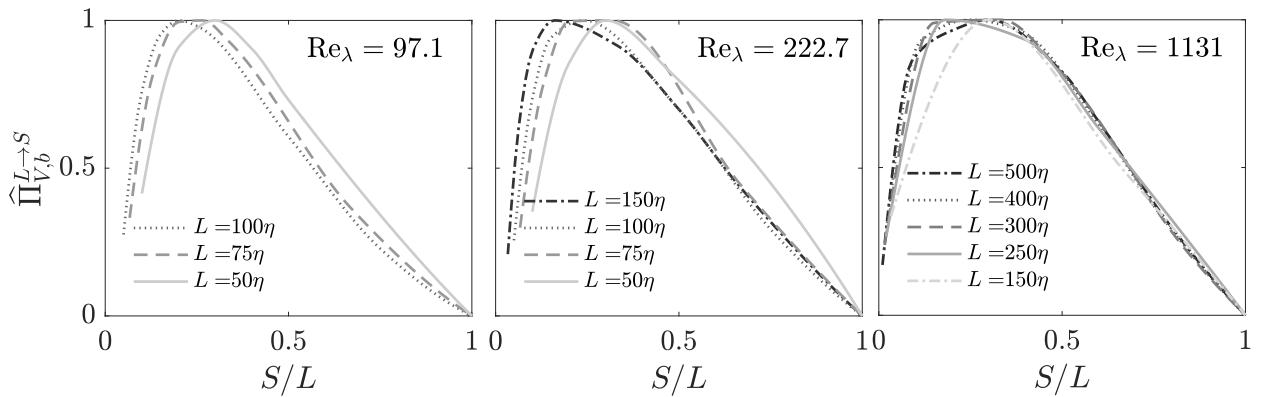 Π̂_{V,b}^{L→S}
1
0.5
0
Re_λ = 97.1
L =100η
L =75η
L =50η
0.5
1
S/L
Re_λ = 222.7
L =150η
L =100η
L =75η
L =50η
0
0.5
1
S/L
Re_λ = 1131
L =500η
L =400η
L =300η
L =250η
L =150η
0
0.5
1
S/L